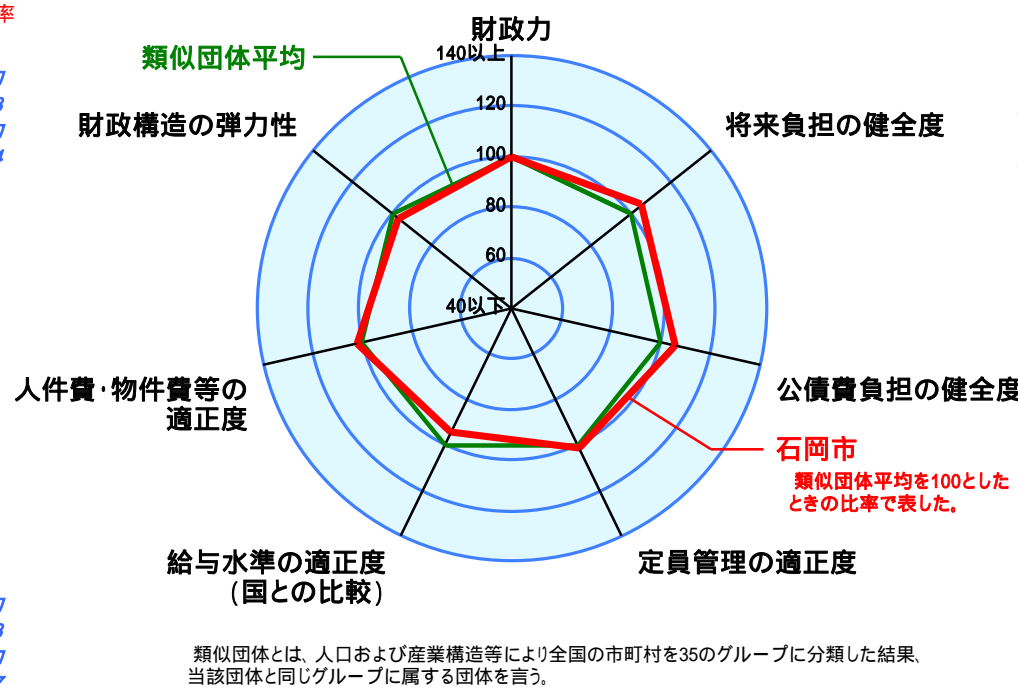 率
財政力
140以上
類似団体平均
120
財政構造の弾力性
将来負担の健全度
100
80
60
40以下
人件費・物件費等の
適正度
公債費負担の健全度
石岡市
類似団体平均を100とした
ときの比率で表した。
給与水準の適正度
(国との比較)
定員管理の適正度
類似団体とは、人口および産業構造等により全国の市町村を35のグループに分類した結果、
当該団体と同じグループに属する団体を言う。